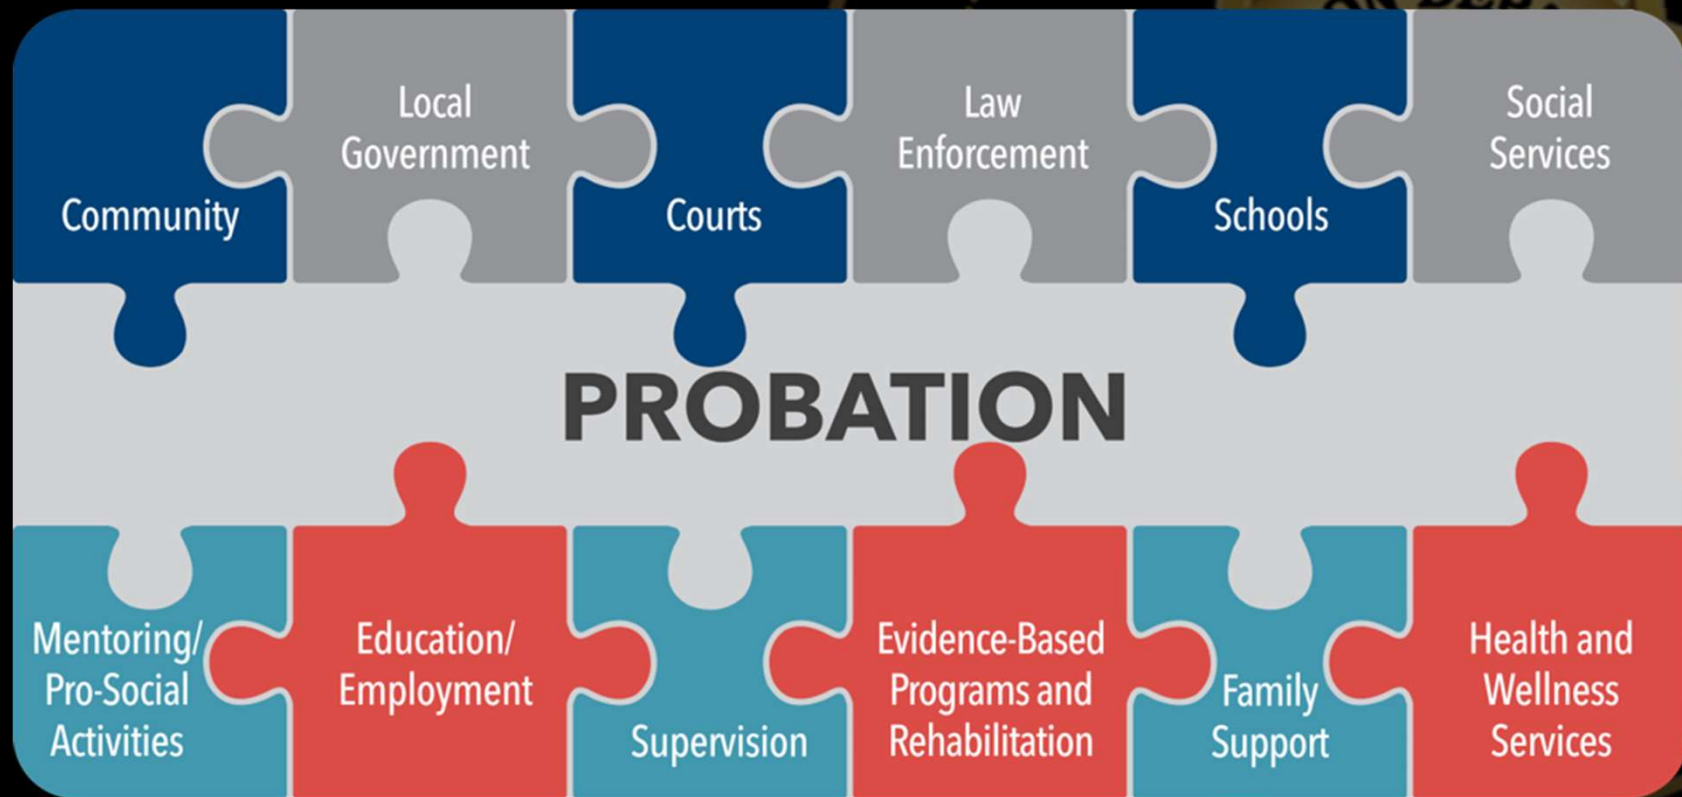 Community
Local
Government
Courts
Law
Enforcement
Schools
Social
Services
PROBATION
Mentoring/
Pro-Social
Activities
Education/
Employment
Supervision
Evidence-Based
Programs and
Rehabilitation
Family
Support
Health and
Wellness
Services